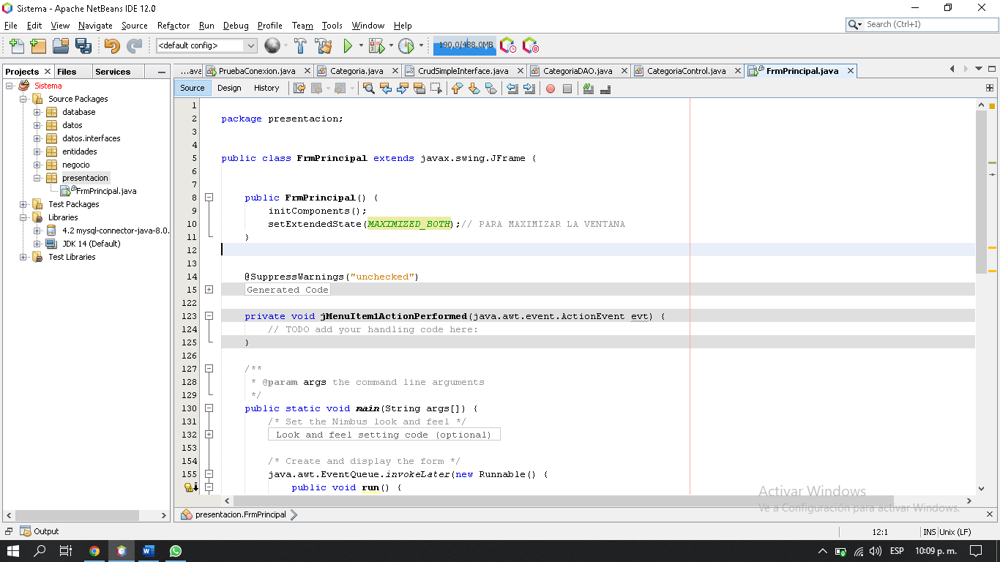 Sistema - Apache NetBeans IDE 12.0
File Edit View Navigate Source Refactor Run Debug Profile Team Tools Window Help
Search (Ctrl+I)
<default config>
190,0/488,0MB
Projects Files Services
...ava PruebaConexion.java Categoria.java CrudSimpleInterface.java CategoriaDAO.java CategoriaControl.java FrmPrincipal.java
Source Design History
Sistema
Source Packages
database
datos
datos.interfaces
entidades
negocio
presentacion
FrmPrincipal.java
Test Packages
Libraries
4.2 mysql-connector-java-8.0.
JDK 14 (Default)
Test Libraries
1
2 package presentacion;
3
4
5 public class FrmPrincipal extends javax.swing.JFrame {
6
7
8 public FrmPrincipal() {
9 initComponents();
10 setExtendedState(MAXIMIZED_BOTH);// PARA MAXIMIZAR LA VENTANA
11 }
12
13
14 @SuppressWarnings("unchecked")
15 Generated Code
122
123 private void jMenuItem1ActionPerformed(java.awt.event.ActionEvent evt) {
124 // TODO add your handling code here:
125 }
126
127 /**
128 * @param args the command line arguments
129 */
130 public static void main(String args[]) {
131 /* Set the Nimbus look and feel */
132 Look and feel setting code (optional)
153
154 /* Create and display the form */
155 java.awt.EventQueue.invokeLater(new Runnable() {
public void run() {
Activar Windows
Ve a Configuración para activar Windows.
presentacion.FrmPrincipal
Output
12:1 INS Unix (LF)
ESP 10:09 p. m.